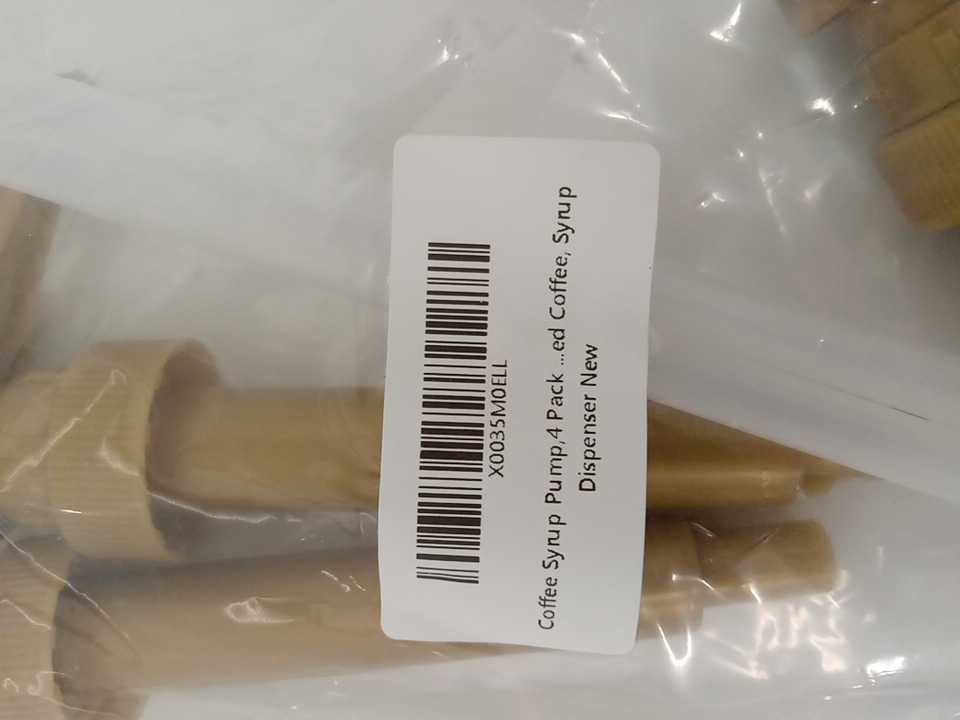 X0035M0ELL
Coffee Syrup Pump,4 Pack ...ed Coffee, Syrup
Dispenser New